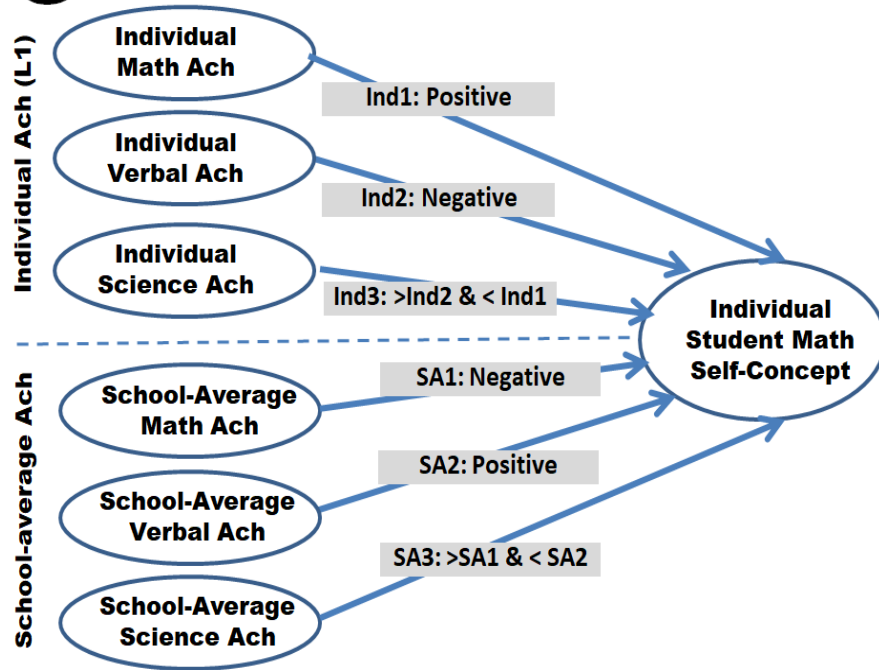 Individual Ach (L1)
Individual
Math Ach
Ind1: Positive
Individual
Verbal Ach
Ind2: Negative
Individual
Science Ach
Ind3: >Ind2 & < Ind1
Individual
Student Math
Self-Concept
School-average Ach
School-Average
Math Ach
SA1: Negative
School-Average
Verbal Ach
SA2: Positive
School-Average
Science Ach
SA3: >SA1 & < SA2